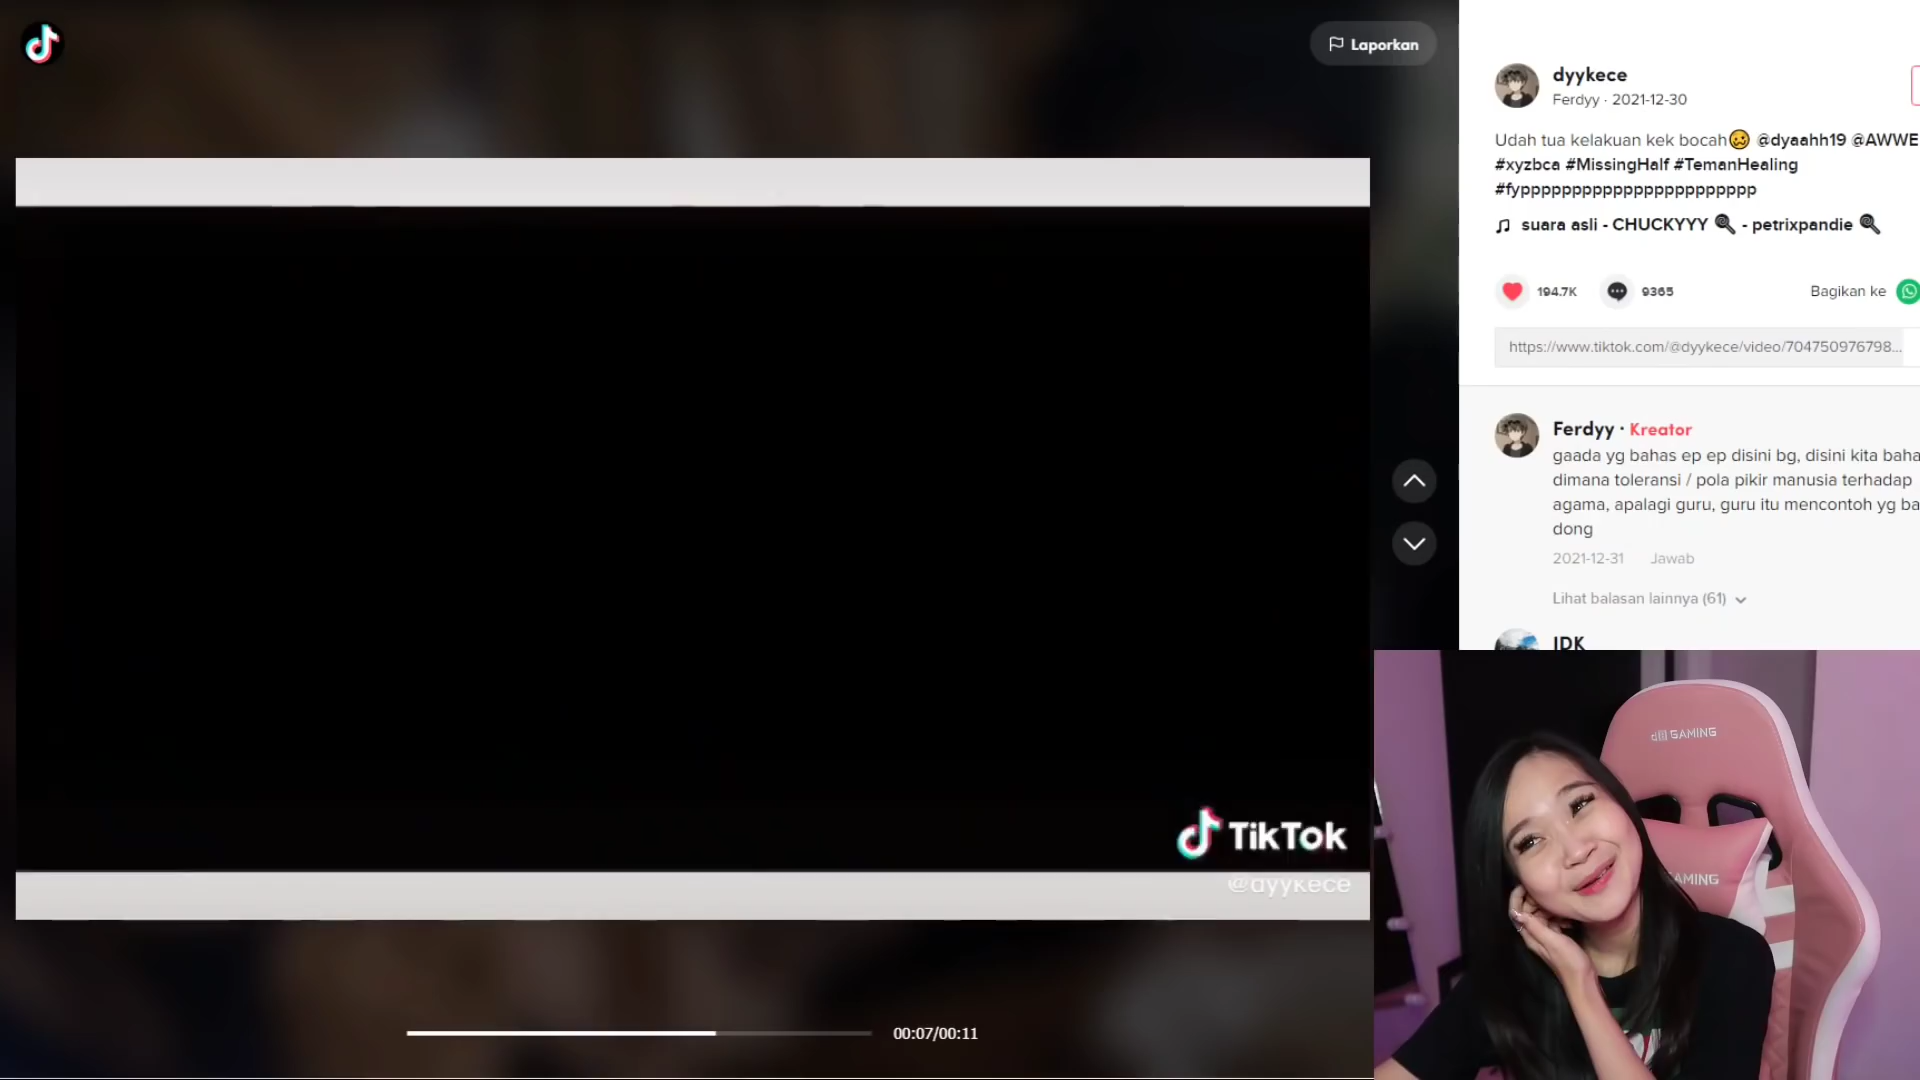 Laporkan
dyykece
Ferdyy · 2021-12-30
Udah tua kelakuan kek bocah🥴 @dyaahh19 @AWWE
#xyzbca #MissingHalf #TemanHealing
#fyppppppppppppppppppppppp
suara asli - CHUCKYYY 🍭 - petrixpandie 🍭
194.7K 9365 Bagikan ke
https://www.tiktok.com/@dyykece/video/704750976798...
Ferdyy · Kreator
gaada yg bahas ep ep disini bg, disini kita baha
dimana toleransi / pola pikir manusia terhadap
agama, apalagi guru, guru itu mencontoh yg ba
dong
2021-12-31 Jawab
Lihat balasan lainnya (61)
JDK
TikTok
@dyykece
00:07/00:11
GAMING
GAMING